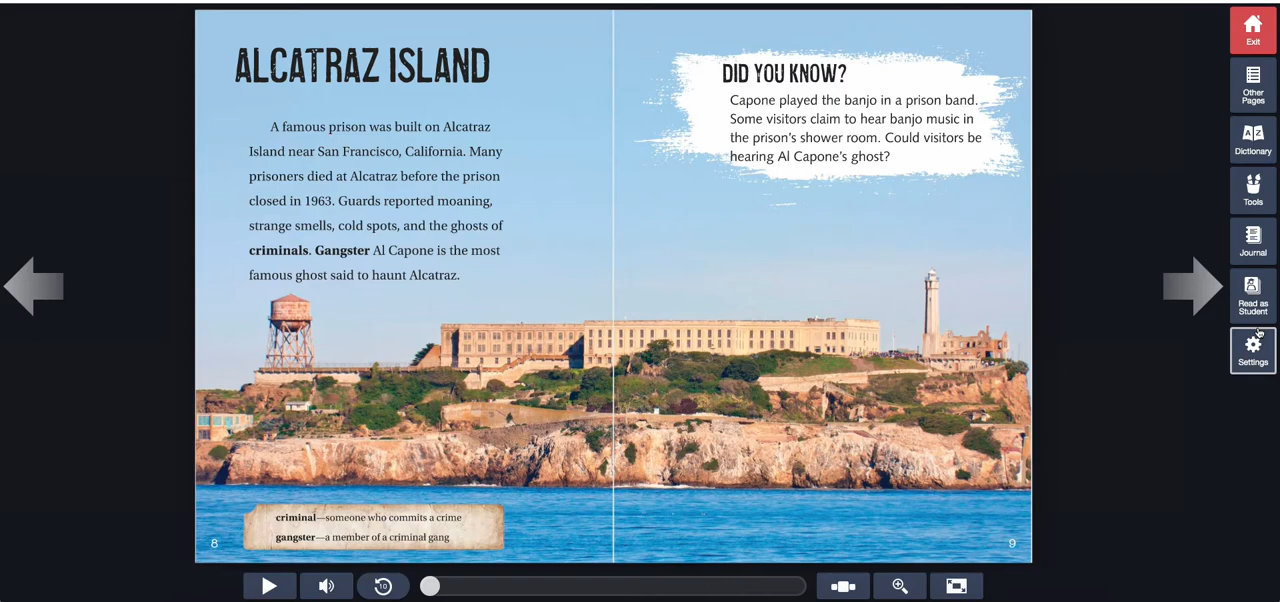 ALCATRAZ ISLAND
A famous prison was built on Alcatraz
Island near San Francisco, California. Many
prisoners died at Alcatraz before the prison
closed in 1963. Guards reported moaning,
strange smells, cold spots, and the ghosts of
criminals. Gangster Al Capone is the most
famous ghost said to haunt Alcatraz.
criminal—someone who commits a crime
gangster—a member of a criminal gang
8
DID YOU KNOW?
Capone played the banjo in a prison band.
Some visitors claim to hear banjo music in
the prison's shower room. Could visitors be
hearing Al Capone's ghost?
9
10
Exit
Other
Pages
A Z
Dictionary
Tools
Journal
Read as
Student
Settings